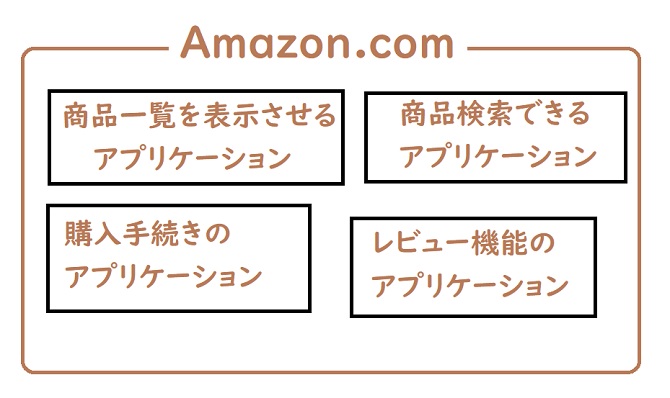 Amazon.com
商品一覧を表示させる
アプリケーション
商品検索できる
アプリケーション
購入手続きの
アプリケーション
レビュー機能の
アプリケーション